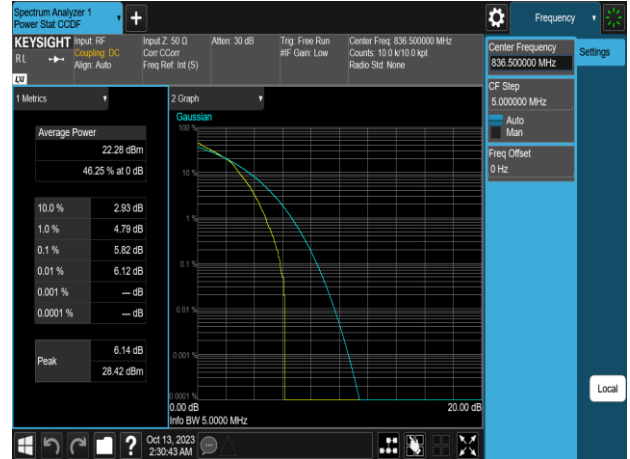 Spectrum Analyzer 1
Power Stat CCDF
Frequency
KEYSIGHT
RL
LXI
Input: RF
Coupling: DC
Align: Auto
Input Z: 50 Ω
Corr CCorr
Freq Ref: Int (S)
Atten: 30 dB
Trig: Free Run
#IF Gain: Low
Center Freq: 836.500000 MHz
Counts: 10.0 k/10.0 kpt
Radio Std: None
Center Frequency
836.500000 MHz
Settings
CF Step
5.000000 MHz
Auto
Man
Freq Offset
0 Hz
1 Metrics
Average Power
22.28 dBm
46.25 % at 0 dB
10.0 % 2.93 dB
1.0 % 4.79 dB
0.1 % 5.82 dB
0.01 % 6.12 dB
0.001 % --- dB
0.0001 % --- dB
Peak
6.14 dB
28.42 dBm
2 Graph
Gaussian
100 %
10 %
1 %
0.1 %
0.01 %
0.001 %
0.0001 %
0.00 dB 20.00 dB
Info BW 5.0000 MHz
Local
?
Oct 13, 2023
2:30:43 AM